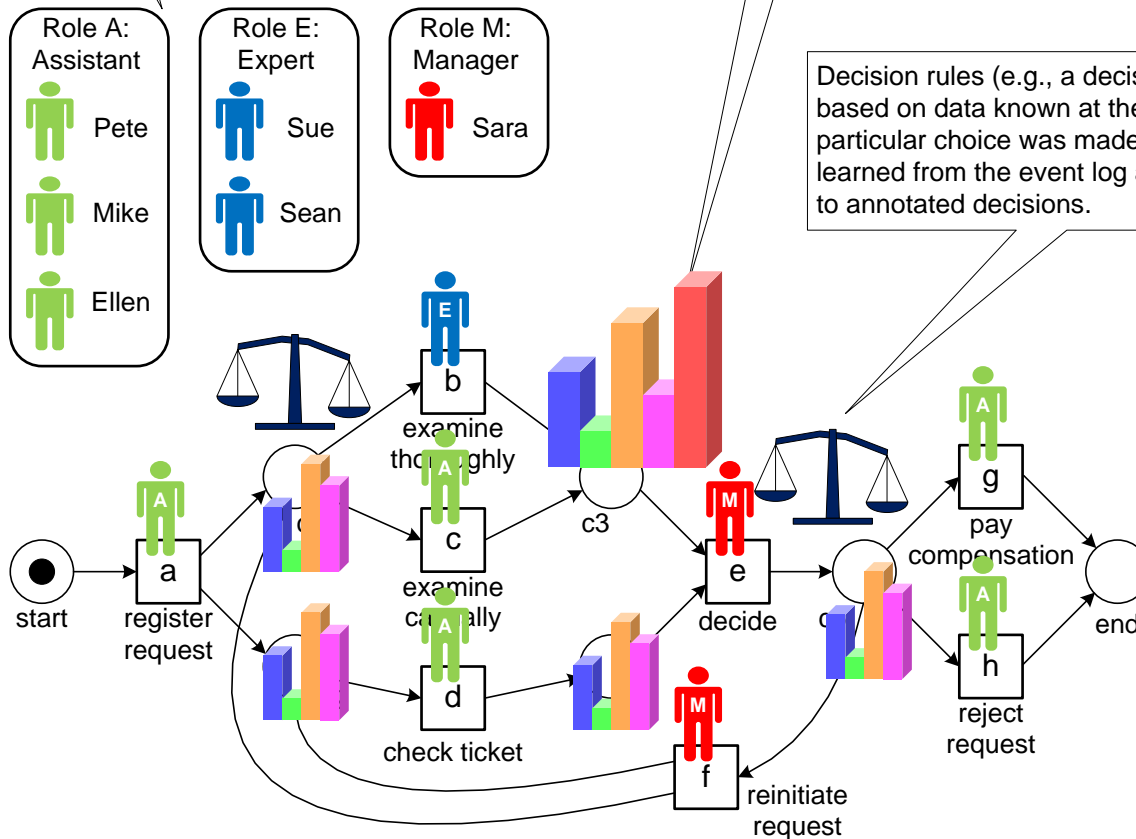 Role A:
Assistant
Pete
Mike
Ellen
Role E:
Expert
Sue
Sean
Role M:
Manager
Sara
Decision rules (e.g., a
based on data known at
particular choice was made
learned from the event log
to annotated decisions.
E
b
examine
thoroughly
A
c
examine
casually
A
a
register
request
start
A
d
check ticket
c3
M
e
decide
M
f
reinitiate
request
A
g
pay
compensation
A
h
reject
request
end